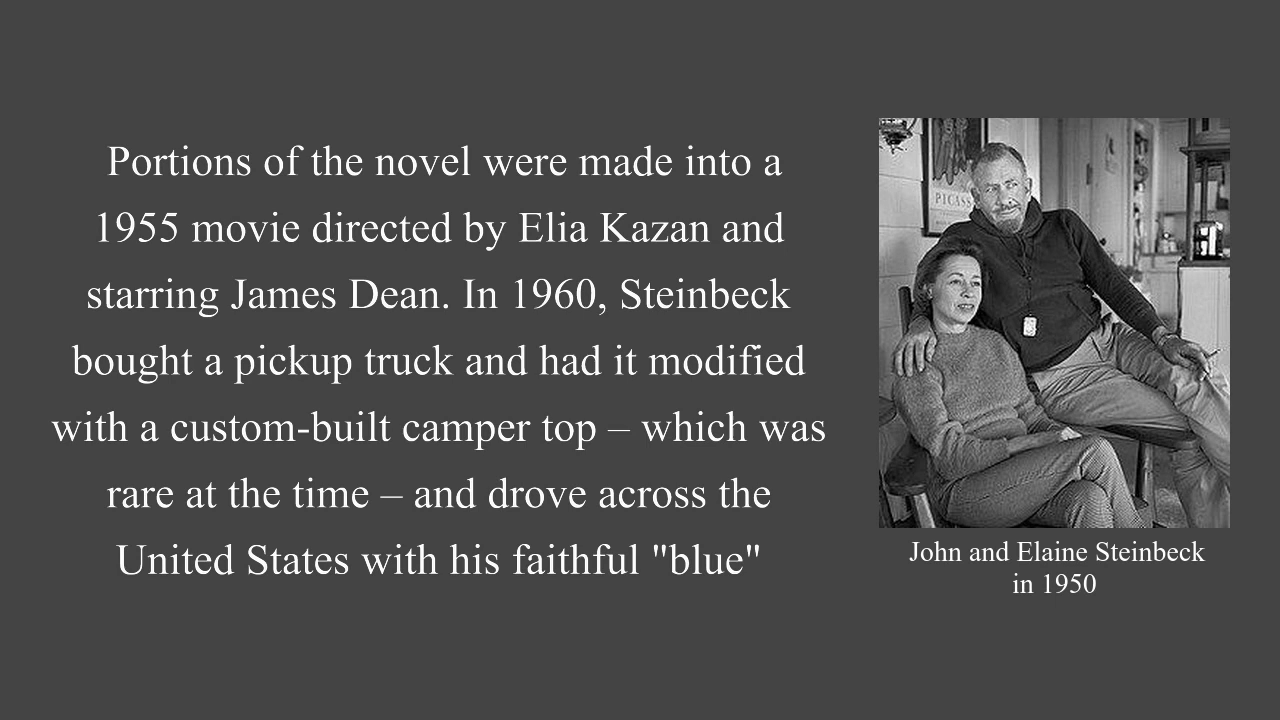 Portions of the novel were made into a
1955 movie directed by Elia Kazan and
starring James Dean. In 1960, Steinbeck
bought a pickup truck and had it modified
with a custom-built camper top – which was
rare at the time – and drove across the
United States with his faithful "blue"
PICASS
John and Elaine Steinbeck
in 1950